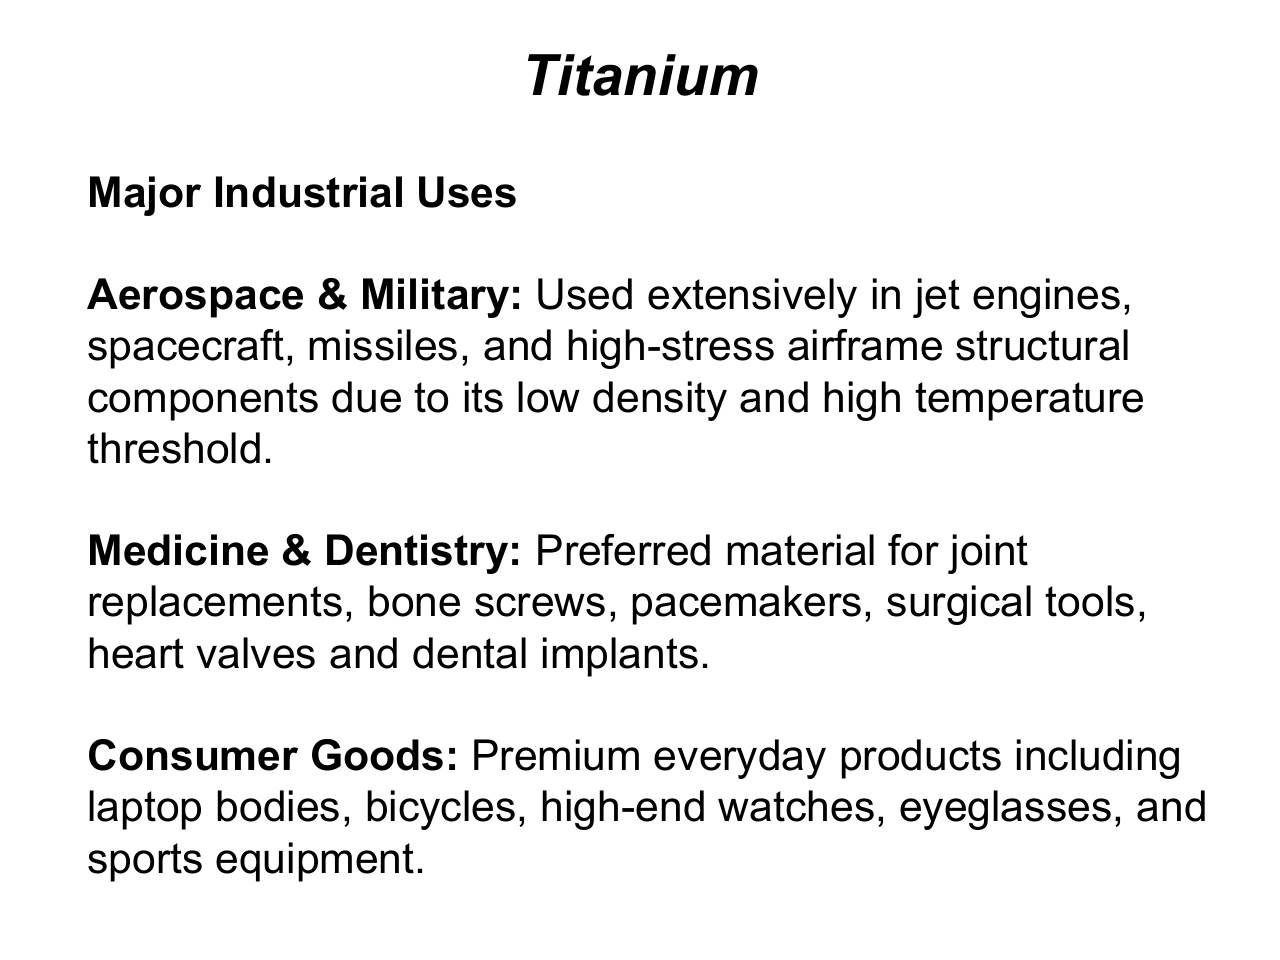 Titanium
Major Industrial Uses
Aerospace & Military: Used extensively in jet engines,
spacecraft, missiles, and high-stress airframe structural
components due to its low density and high temperature
threshold.
Medicine & Dentistry: Preferred material for joint
replacements, bone screws, pacemakers, surgical tools,
heart valves and dental implants.
Consumer Goods: Premium everyday products including
laptop bodies, bicycles, high-end watches, eyeglasses, and
sports equipment.